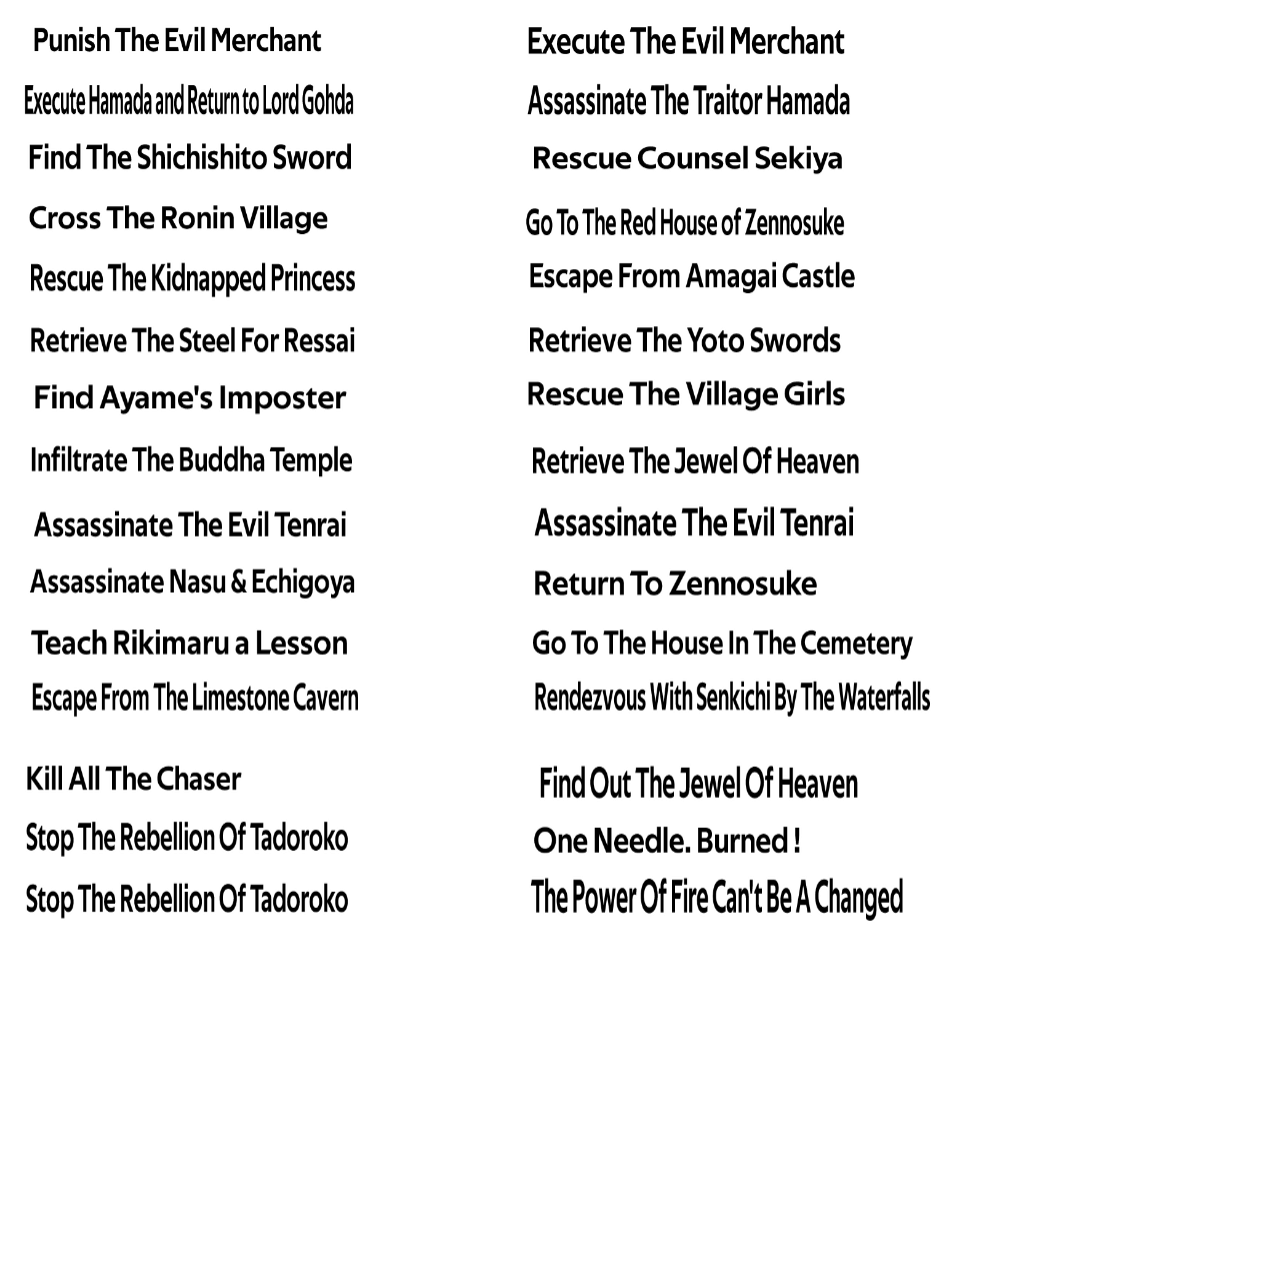 Punish The Evil Merchant
Execute Hamada and Return to Lord Gohda
Find The Shichishito Sword
Cross The Ronin Village
Rescue The Kidnapped Princess
Retrieve The Steel For Ressai
Find Ayame's Imposter
Infiltrate The Buddha Temple
Assassinate The Evil Tenrai
Assassinate Nasu & Echigoya
Teach Rikimaru a Lesson
Escape From The Limestone Cavern
Kill All The Chaser
Stop The Rebellion Of Tadoroko
Stop The Rebellion Of Tadoroko
Execute The Evil Merchant
Assassinate The Traitor Hamada
Rescue Counsel Sekiya
Go To The Red House of Zennosuke
Escape From Amagai Castle
Retrieve The Yoto Swords
Rescue The Village Girls
Retrieve The Jewel Of Heaven
Assassinate The Evil Tenrai
Return To Zennosuke
Go To The House In The Cemetery
Rendezvous With Senkichi By The Waterfalls
Find Out The Jewel Of Heaven
One Needle. Burned !
The Power Of Fire Can't Be A Changed